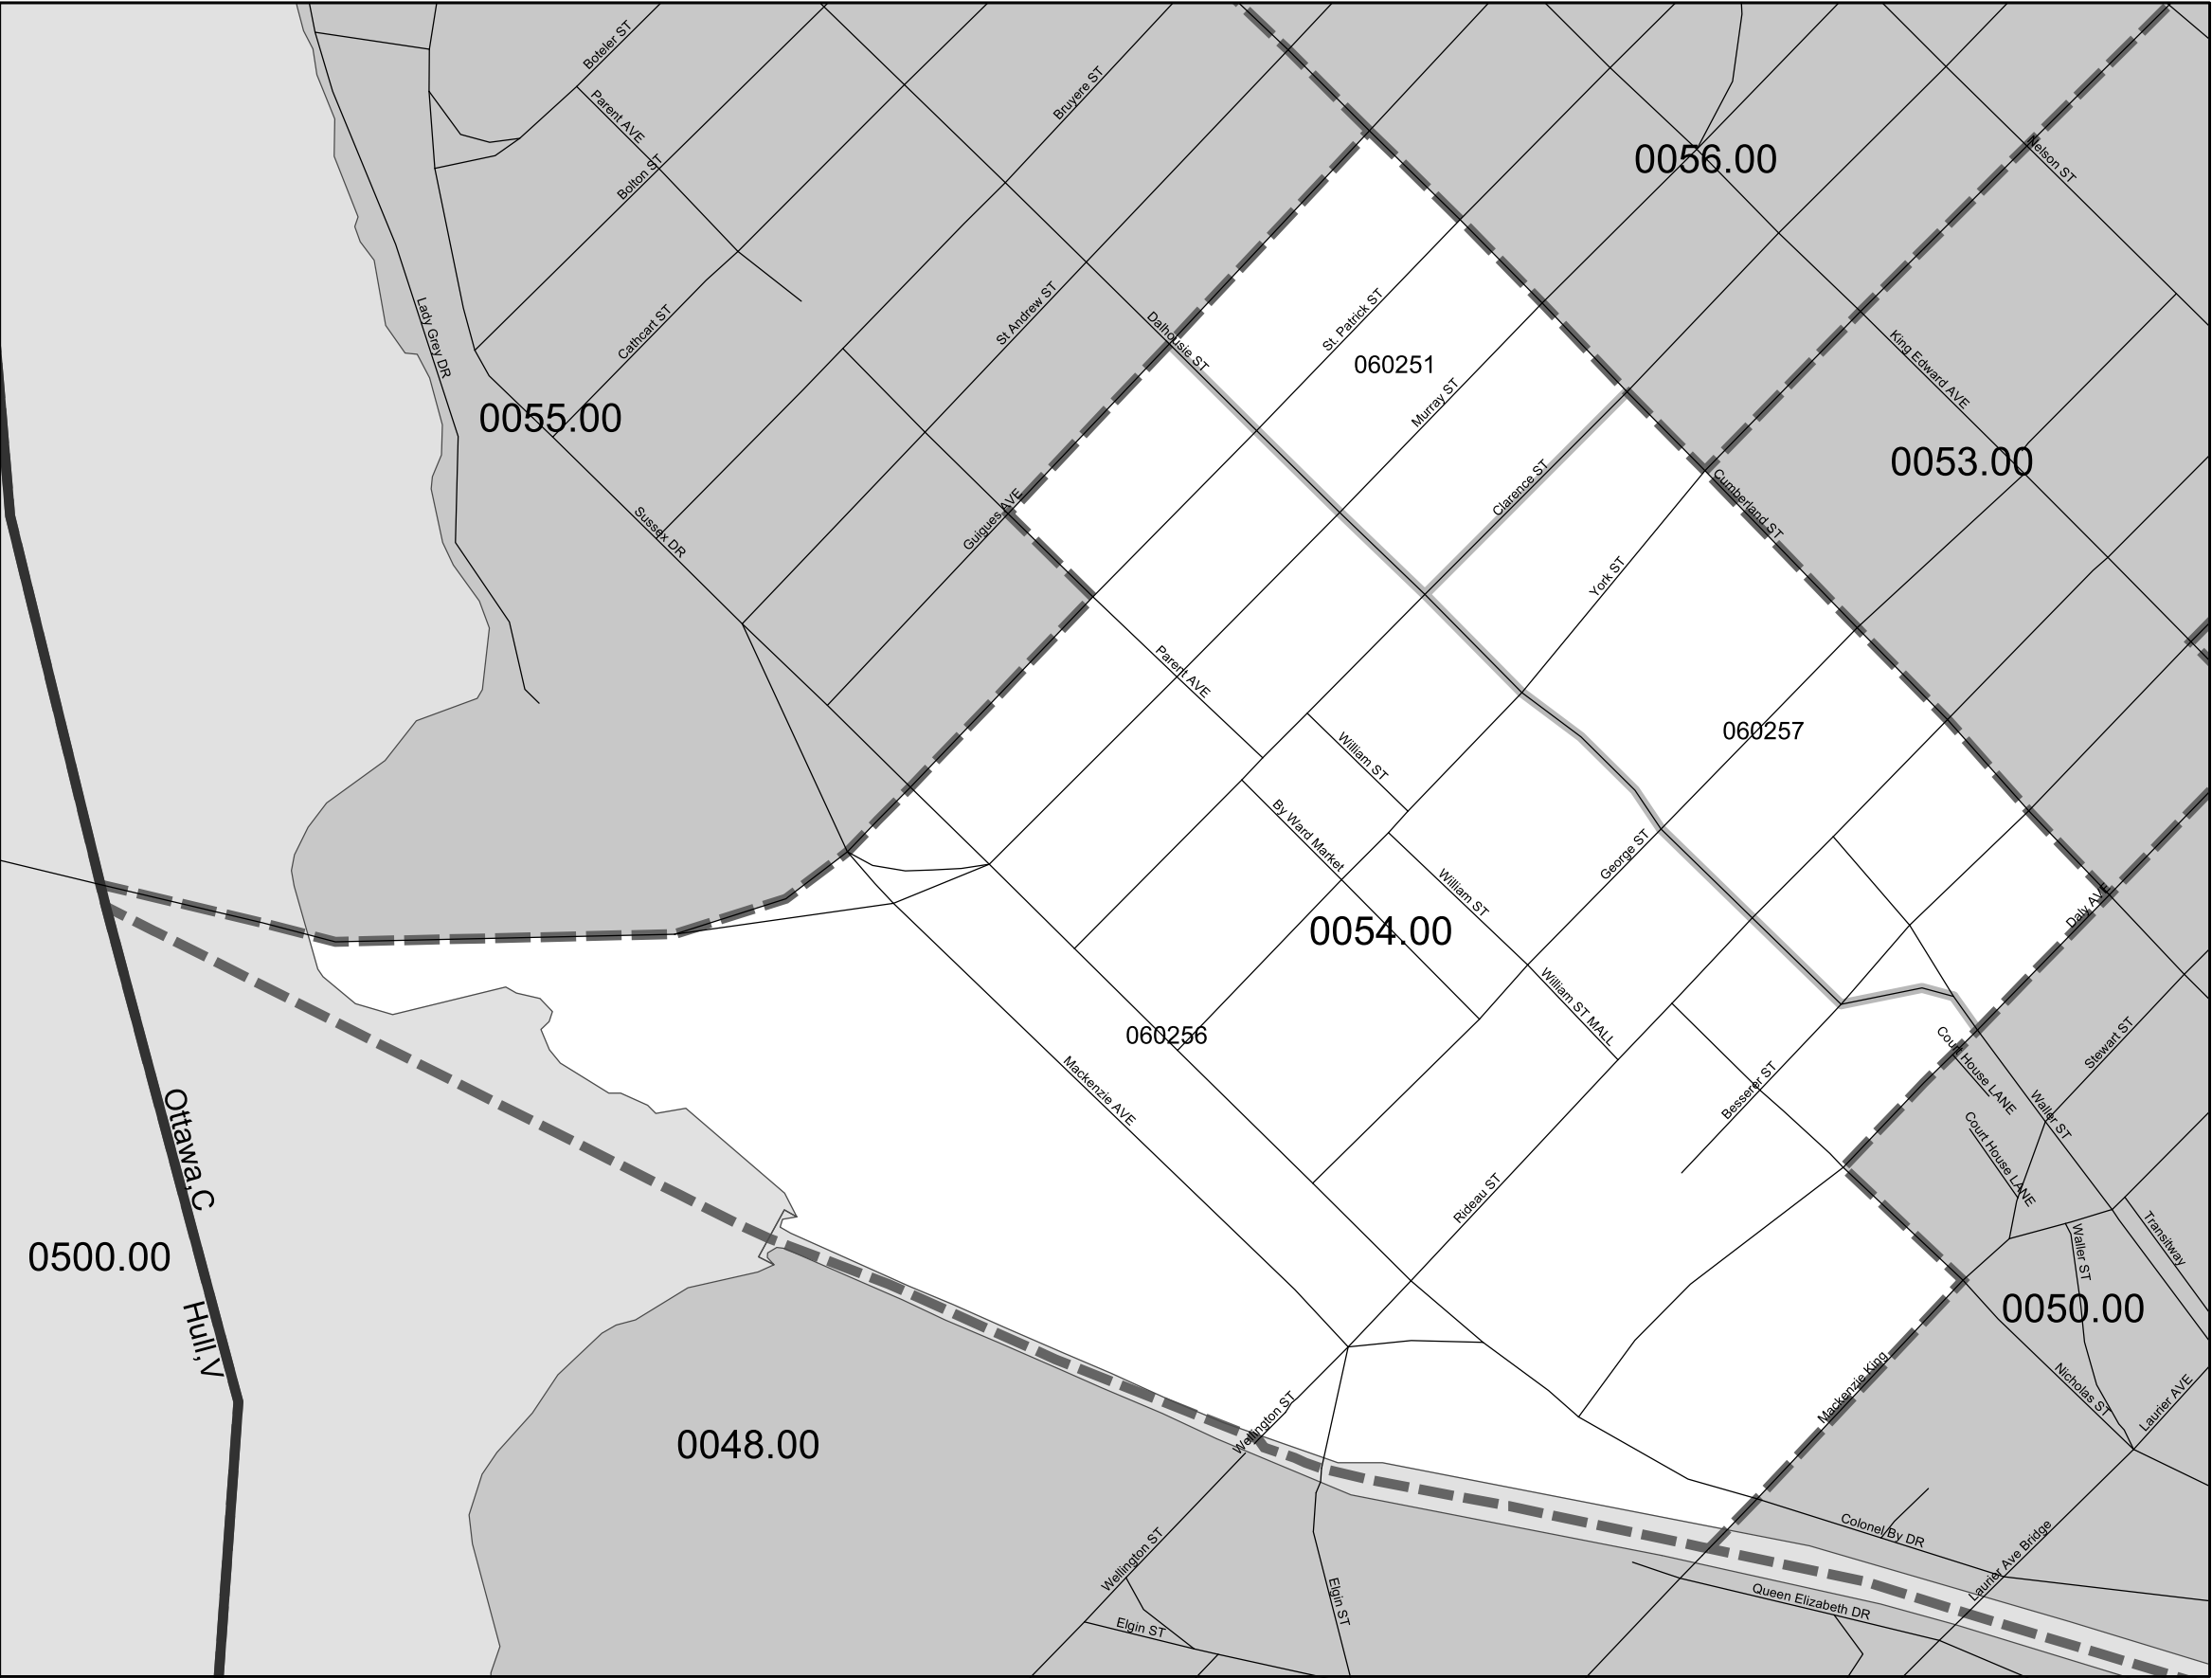 Boteler ST
Parent AVE
Bolton ST
Bruyere ST
0056.00
Nelson ST
Cathcart ST
St Andrew ST
Lady Grey DR
Dalhousie ST
St. Patrick ST
060251
King Edward AVE
Murray ST
0055.00
0053.00
Clarence ST
Cumberland ST
Guigues AVE
Sussex DR
York ST
Parent AVE
060257
William ST
By Ward Market
George ST
William ST
0054.00
Daly AVE
William ST MALL
060256
Mackenzie AVE
Besserer ST
Court House LANE
Stewart ST
Waller ST
Court House LANE
Ottawa,C
Hull,V
0500.00
Rideau ST
Waller ST
Transitway
0050.00
Mackenzie King
Nicholas ST
Laurier AVE
Wellington ST
0048.00
Colonel By DR
Laurier Ave Bridge
Wellington ST
Queen Elizabeth DR
Elgin ST
Elgin ST